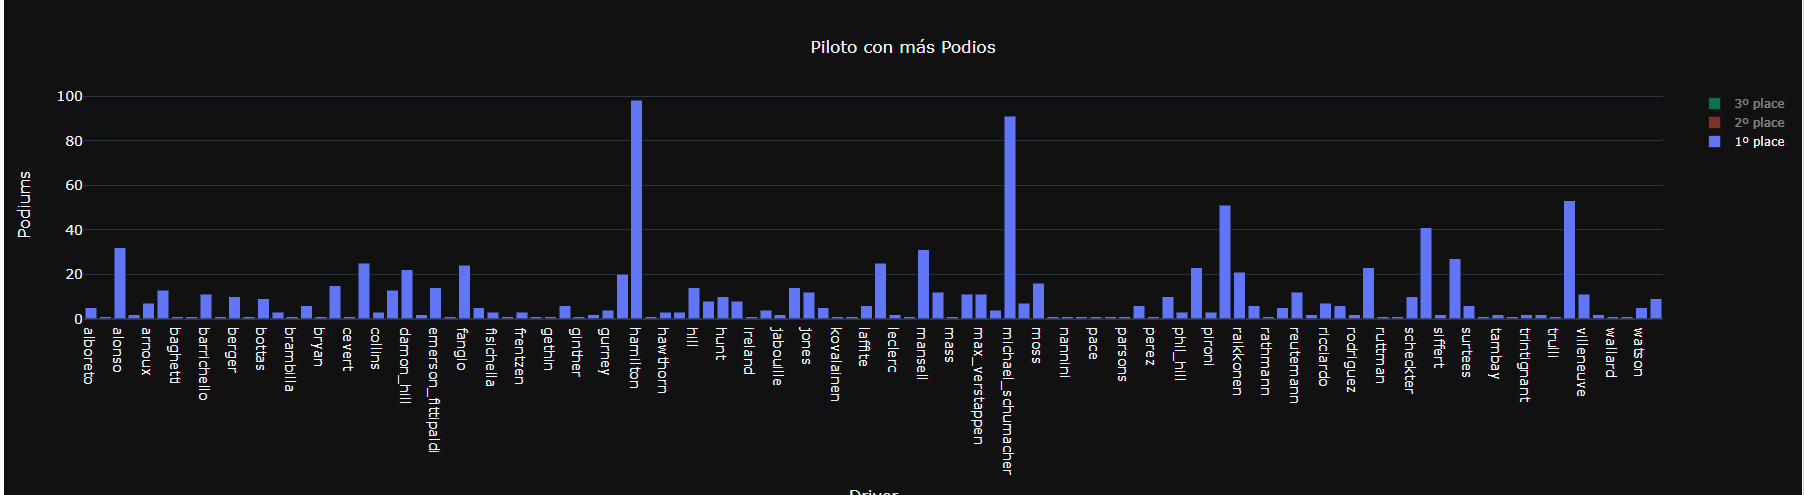 Piloto con más Podios
100
80
60
40
20
0
Podiums
3º place
2º place
1º place
alboreto
alonso
arnoux
baghetti
barrichello
berger
bottas
brambilla
bryan
cevert
collins
damon_hill
emerson_fittipaldi
fangio
fisichella
frentzen
gethin
ginther
gurney
hamilton
hawthorn
hill
hunt
ireland
jabouille
jones
kovalainen
laffite
leclerc
mansell
mass
max_verstappen
michael_schumacher
moss
nannini
pace
parsons
perez
phil_hill
pironi
raikkonen
rathmann
reutemann
ricciardo
rodriguez
ruttman
scheckter
siffert
surtees
tambay
trintignant
trulli
villeneuve
wallard
watson
Driver